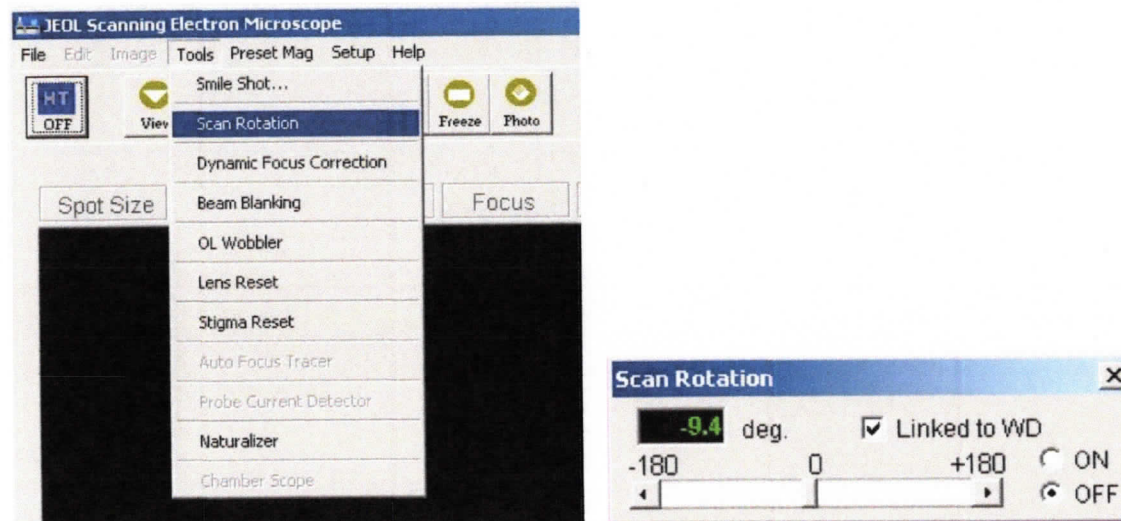 JEOL Scanning Electron Microscope
File Edit Image Tools Preset Mag Setup Help
HT
OFF
View
Freeze
Photo
Smile Shot...
Scan Rotation
Dynamic Focus Correction
Beam Blanking
OL Wobbler
Lens Reset
Stigma Reset
Auto Focus Tracer
Probe Current Detector
Naturalizer
Chamber Scope
Spot Size
Focus
Scan Rotation
-9.4 deg.
Linked to WD
-180 0 +180
ON
OFF